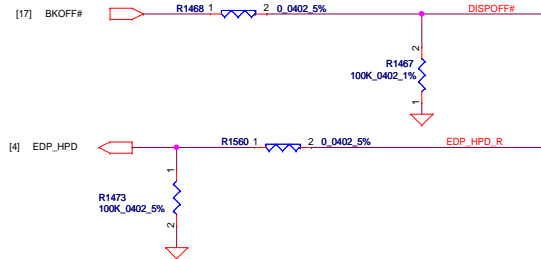 [17] BKOFF# R1468 1 2 0_0402_5% DISPOFF#
2
R1467
100K_0402_1%
1
[4] EDP_HPD R1560 1 2 0_0402_5% EDP_HPD_R
1
R1473
100K_0402_5%
2